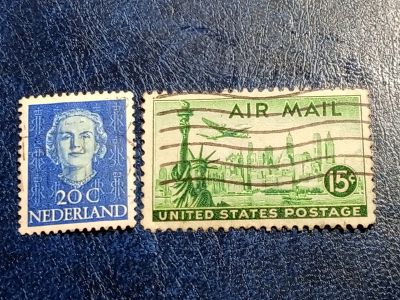 20 C
NEDERLAND
AIR MAIL
15¢
UNITED STATES POSTAGE